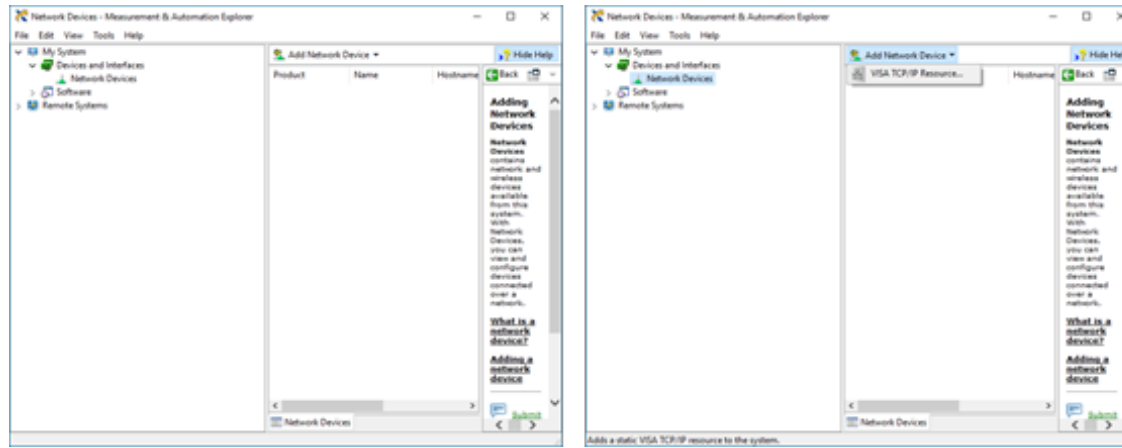 Network Devices - Measurement & Automation Explorer
File Edit View Tools Help
My System
Devices and Interfaces
Network Devices
Software
Remote Systems
Add Network Device
Hide Help
Product Name Hostname
Back
Adding
Network
Devices
Network
Devices
contains
network and
wireless
devices
available
from this
system.
With
Network
Devices,
you can
view and
configure
devices
connected
over a
network.
What is a
network
device?
Adding a
network
device
Submit
Network Devices
Network Devices - Measurement & Automation Explorer
File Edit View Tools Help
My System
Devices and Interfaces
Network Devices
Software
Remote Systems
Add Network Device
Hide He
VISA TCP/IP Resource...
Hostname
Back
Adding
Network
Devices
Network
Devices
contains
network and
wireless
devices
available
from this
system.
With
Network
Devices,
you can
view and
configure
devices
connected
over a
network.
What is a
network
device?
Adding a
network
device
Submit
Network Devices
Adds a static VISA TCP/IP resource to the system.